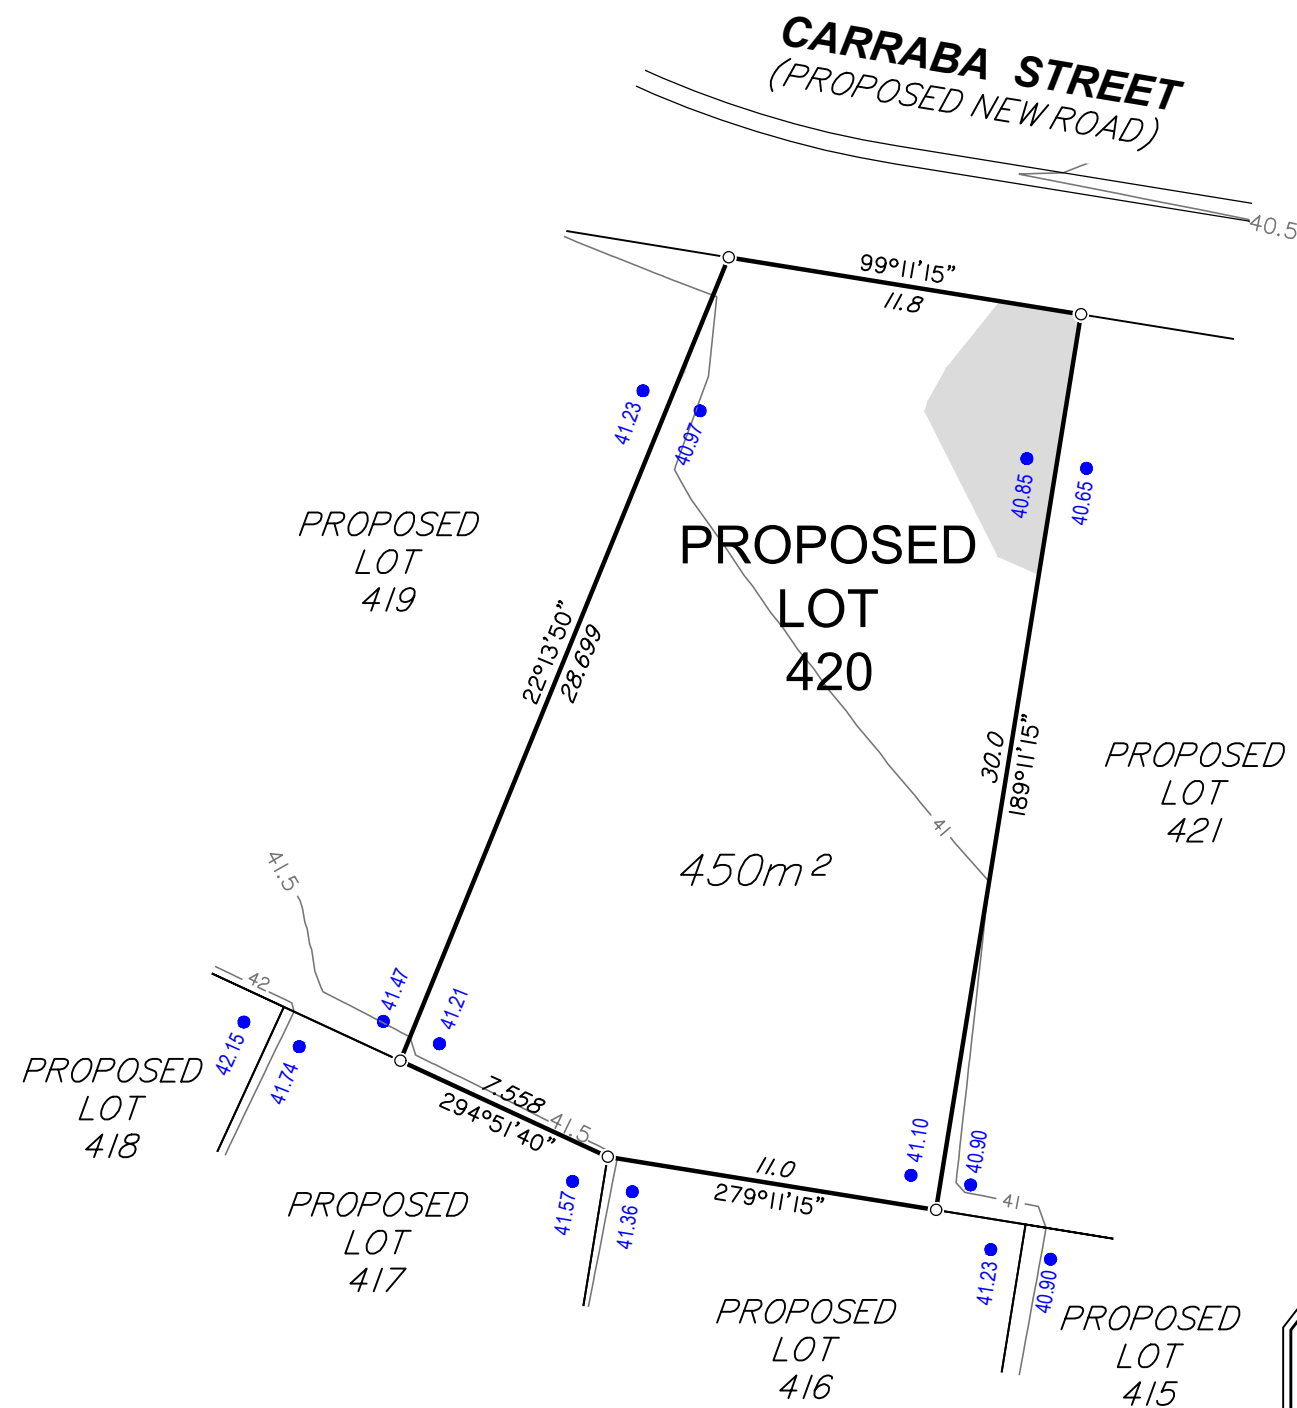 CARRABA STREET
(PROPOSED NEW ROAD)
40.5
99°11'15"
11.8
41.23
40.97
40.85
40.65
PROPOSED
LOT
419
PROPOSED
LOT
420
22°13'50"
28.699
30.0
189°11'15"
PROPOSED
LOT
421
41
450m²
41.5
42
41.47
41.21
42.15
41.74
PROPOSED
LOT
418
7.558
294°51'40"
41.5
41.10
40.90
11.0
279°11'15"
41
41.57
41.36
PROPOSED
LOT
417
41.23
40.90
PROPOSED
LOT
416
PROPOSED
LOT
415